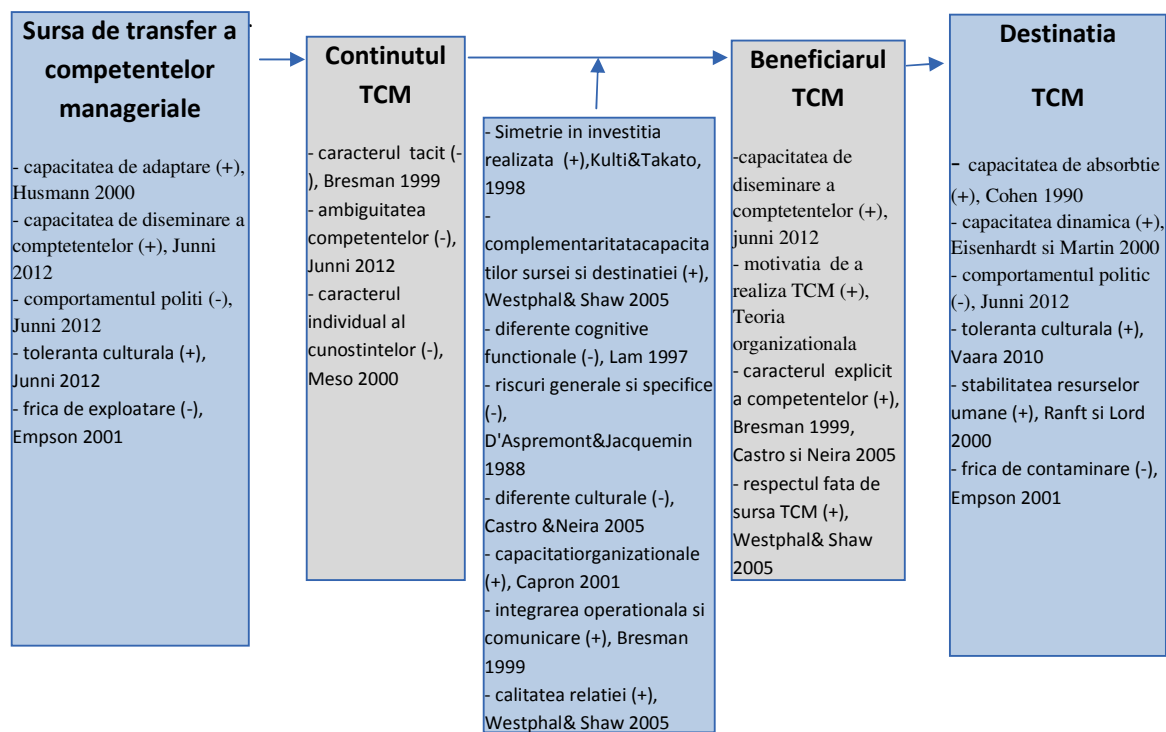 Sursa de transfer a
competentelor
manageriale
- capacitatea de adaptare (+),
Husmann 2000
- capacitatea de diseminare a
comptetentelor (+), Junni
2012
- comportamentul politi (-),
Junni 2012
- toleranta culturala (+),
Junni 2012
- frica de exploatare (-),
Empson 2001
Continutul
TCM
- caracterul tacit (-
), Bresman 1999
- ambiguitatea
competentelor (-),
Junni 2012
- caracterul
individual al
cunostintelor (-),
Meso 2000
- Simetrie in investitia
realizata (+),Kulti&Takato,
1998
-
complementaritatacapacita
tilor sursei si destinatiei (+),
Westphal& Shaw 2005
- diferente cognitive
functionale (-), Lam 1997
- riscuri generale si specifice
(-),
D'Aspremont&Jacquemin
1988
- diferente culturale (-),
Castro &Neira 2005
- capacitatiorganizationale
(+), Capron 2001
- integrarea operationala si
comunicare (+), Bresman
1999
- calitatea relatiei (+),
Westphal& Shaw 2005
Beneficiarul
TCM
-capacitatea de
diseminare a
comptetentelor (+),
junni 2012
- motivatia de a
realiza TCM (+),
Teoria
organizationala
- caracterul explicit
a competentelor (+),
Bresman 1999,
Castro si Neira 2005
- respectul fata de
sursa TCM (+),
Westphal& Shaw
2005
Destinatia
TCM
- capacitatea de absorbtie
(+), Cohen 1990
- capacitatea dinamica (+),
Eisenhardt si Martin 2000
- comportamentul politic
(-), Junni 2012
- toleranta culturala (+),
Vaara 2010
- stabilitatea resurselor
umane (+), Ranft si Lord
2000
- frica de contaminare (-),
Empson 2001